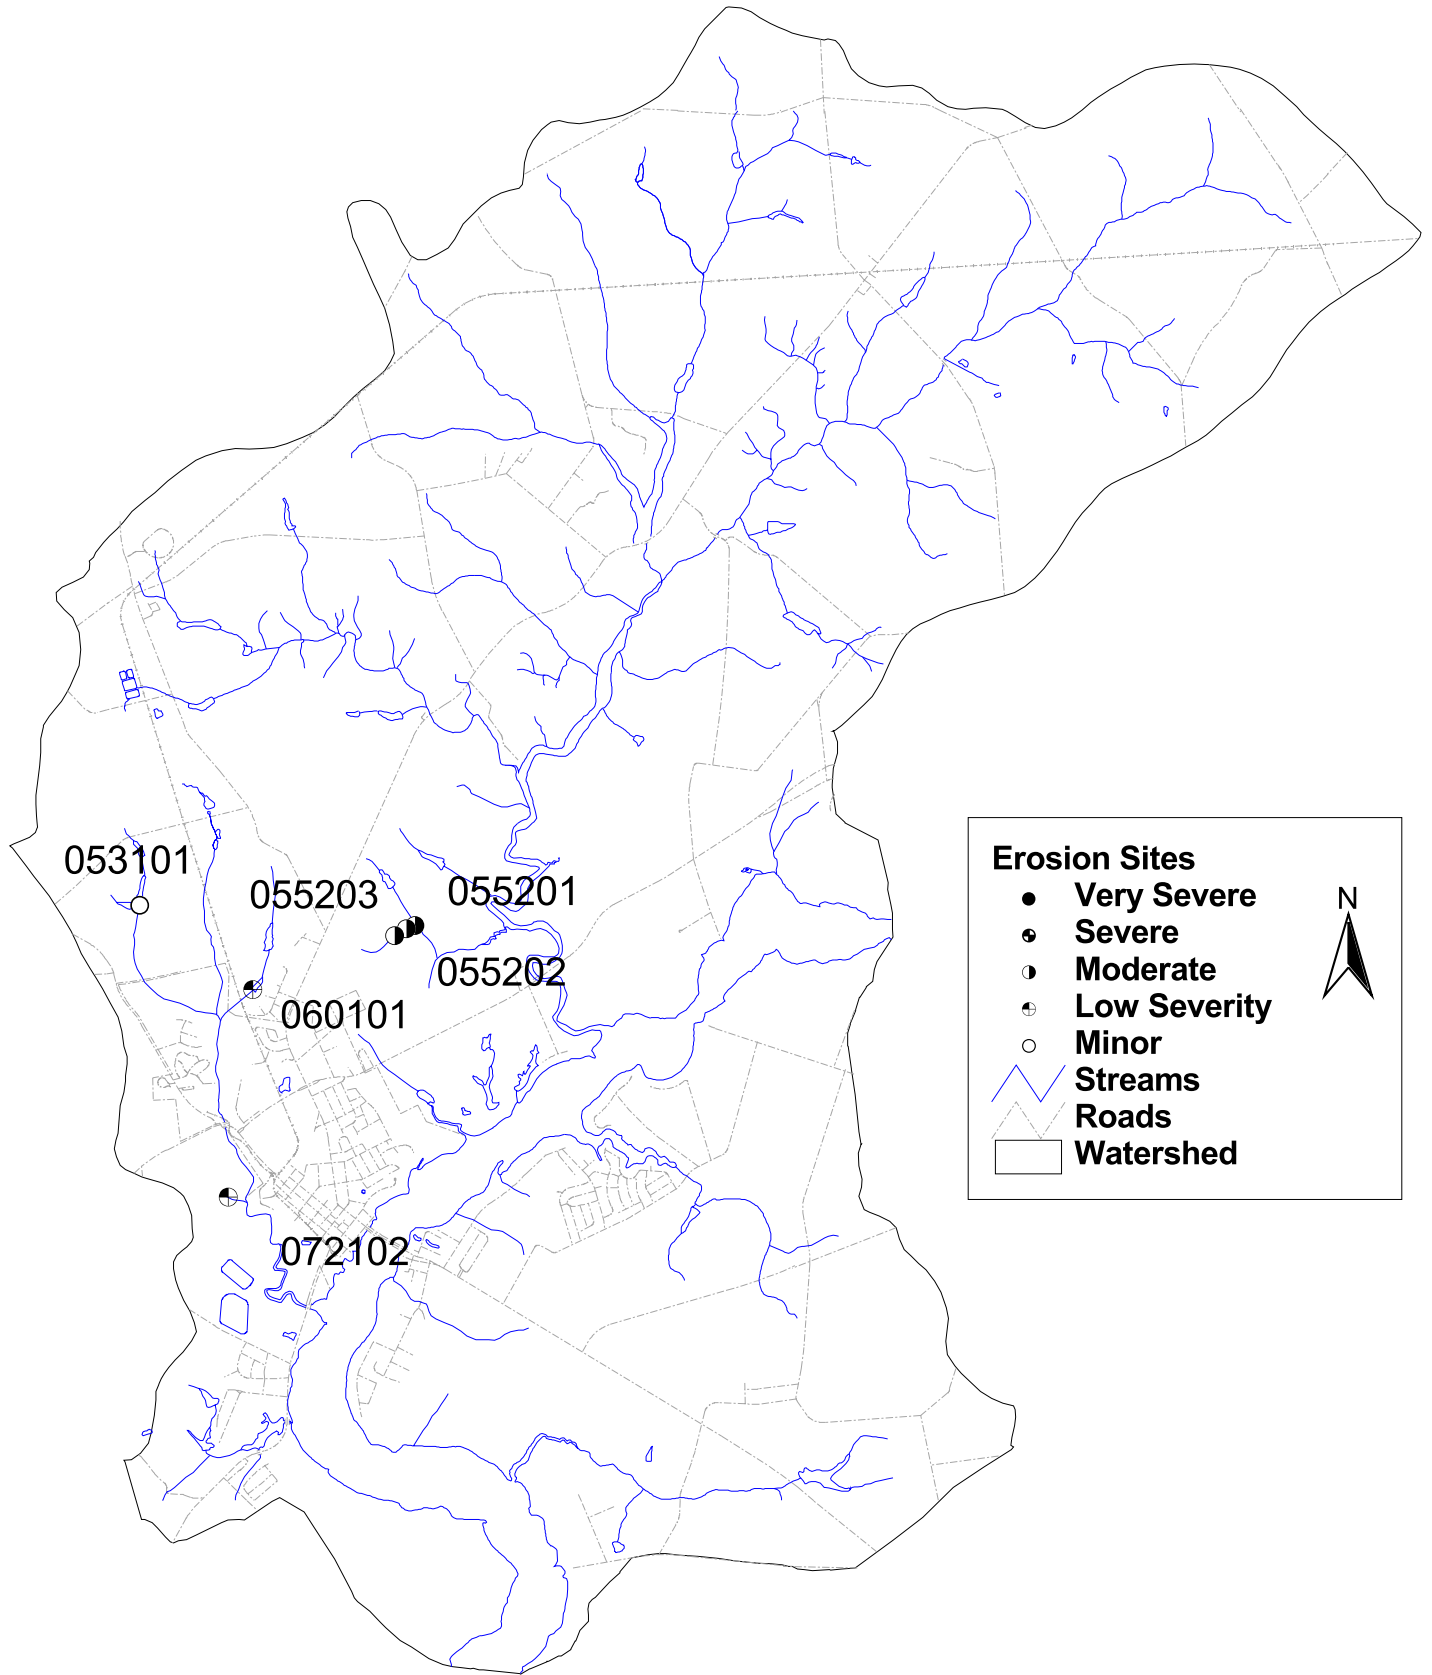 053101
055203
055201
055202
060101
072102
Erosion Sites
Very Severe
Severe
Moderate
Low Severity
Minor
Streams
Roads
Watershed
N